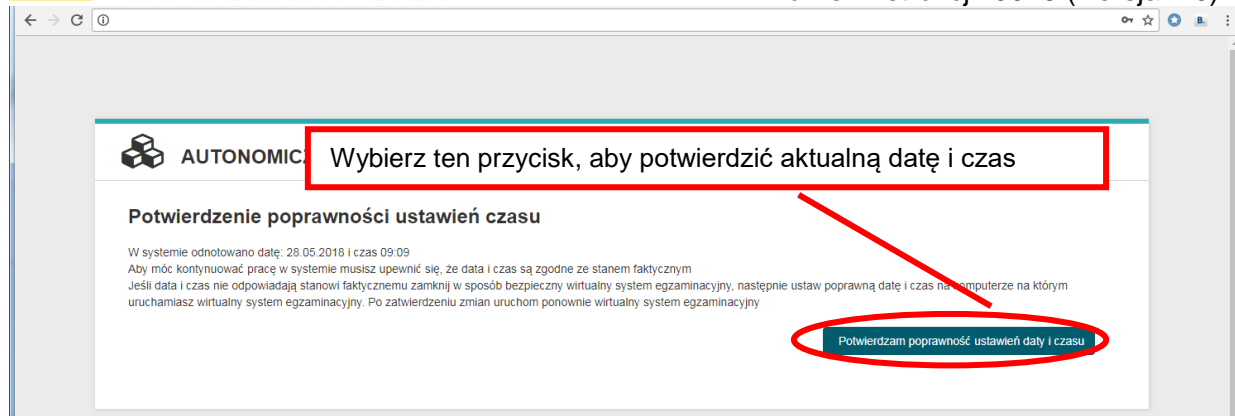 AUTONOMICZ
Wybierz ten przycisk, aby potwierdzić aktualną datę i czas
Potwierdzenie poprawności ustawień czasu
W systemie odnotowano datę: 28.05.2018 i czas 09:09
Aby móc kontynuować pracę w systemie musisz upewnić się, że data i czas są zgodne ze stanem faktycznym
Jeśli data i czas nie odpowiadają stanowi faktycznemu zamknij w sposób bezpieczny wirtualny system egzaminacyjny, następnie ustaw poprawną datę i czas na komputerze na którym
uruchamiasz wirtualny system egzaminacyjny. Po zatwierdzeniu zmian uruchom ponownie wirtualny system egzaminacyjny
Potwierdzam poprawność ustawień daty i czasu